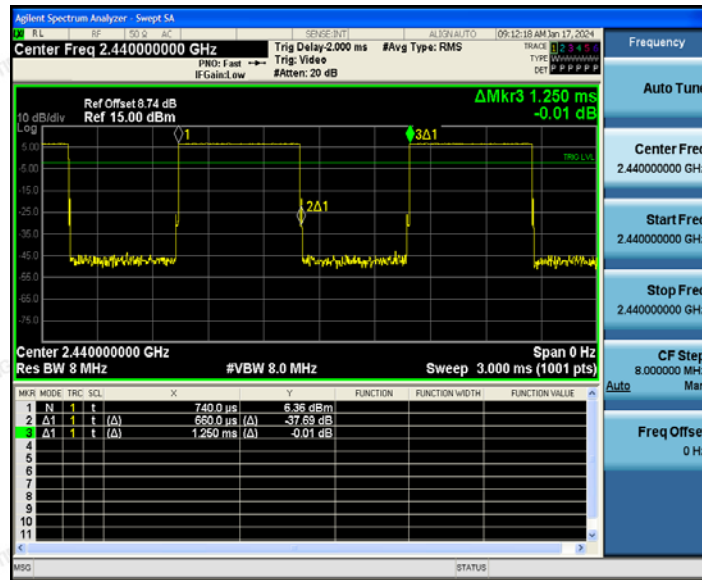 Agilent Spectrum Analyzer - Swept SA
RL RF 50 Ω AC SENSE:INT ALIGN AUTO 09:12:18 AM Jan 17, 2024
Center Freq 2.440000000 GHz
PNO: Fast
IFGain:Low
Trig Delay-2.000 ms
Trig: Video
#Atten: 20 dB
#Avg Type: RMS
TRACE 1 2 3 4 5 6
TYPE WWWWWW
DET P P P P P P
Ref Offset 8.74 dB
10 dB/div Ref 15.00 dBm
Log
ΔMkr3 1.250 ms
-0.01 dB
1
3Δ1
5.00
TRIG LVL
-5.00
-15.0
2Δ1
-25.0
-35.0
-45.0
-55.0
-65.0
-75.0
Center 2.440000000 GHz Span 0 Hz
Res BW 8 MHz #VBW 8.0 MHz Sweep 3.000 ms (1001 pts)
MKR MODE TRC SCL X Y FUNCTION FUNCTION WIDTH FUNCTION VALUE
1 N 1 t 740.0 µs 6.36 dBm
2 Δ1 1 t (Δ) 660.0 µs (Δ) -37.69 dB
3 Δ1 1 t (Δ) 1.250 ms (Δ) -0.01 dB
4
5
6
7
8
9
10
11
MSG STATUS
Frequency
Auto Tune
Center Freq
2.440000000 GHz
Start Freq
2.440000000 GHz
Stop Freq
2.440000000 GHz
CF Step
8.000000 MHz
Auto Man
Freq Offset
0 Hz